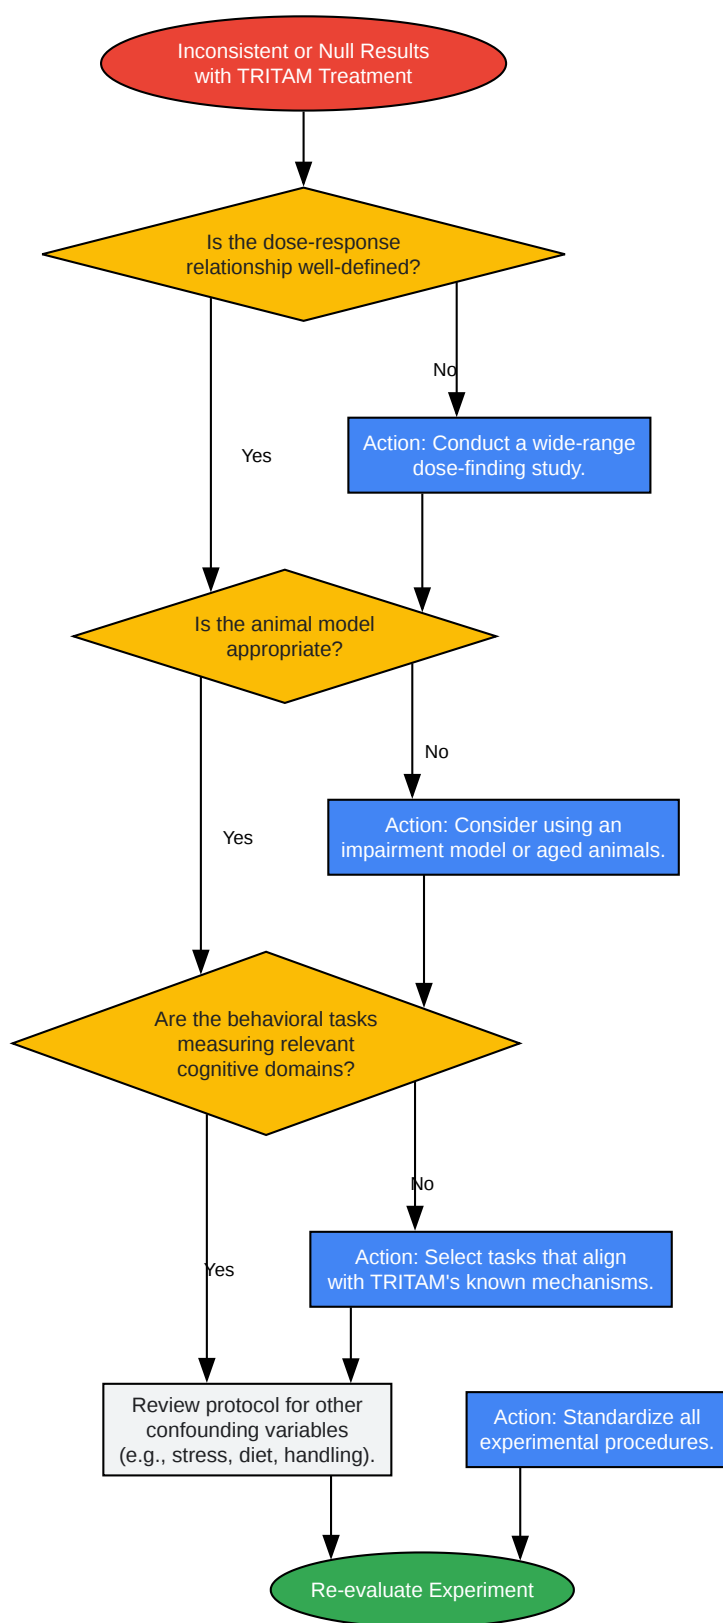 Inconsistent or Null Results
with TRITAM Treatment
Is the dose-response
relationship well-defined?
No
Action: Conduct a wide-range
dose-finding study.
Yes
Is the animal model
appropriate?
No
Action: Consider using an
impairment model or aged animals.
Yes
Are the behavioral tasks
measuring relevant
cognitive domains?
No
Action: Select tasks that align
with TRITAM's known mechanisms.
Yes
Review protocol for other
confounding variables
(e.g., stress, diet, handling).
Action: Standardize all
experimental procedures.
Re-evaluate Experiment